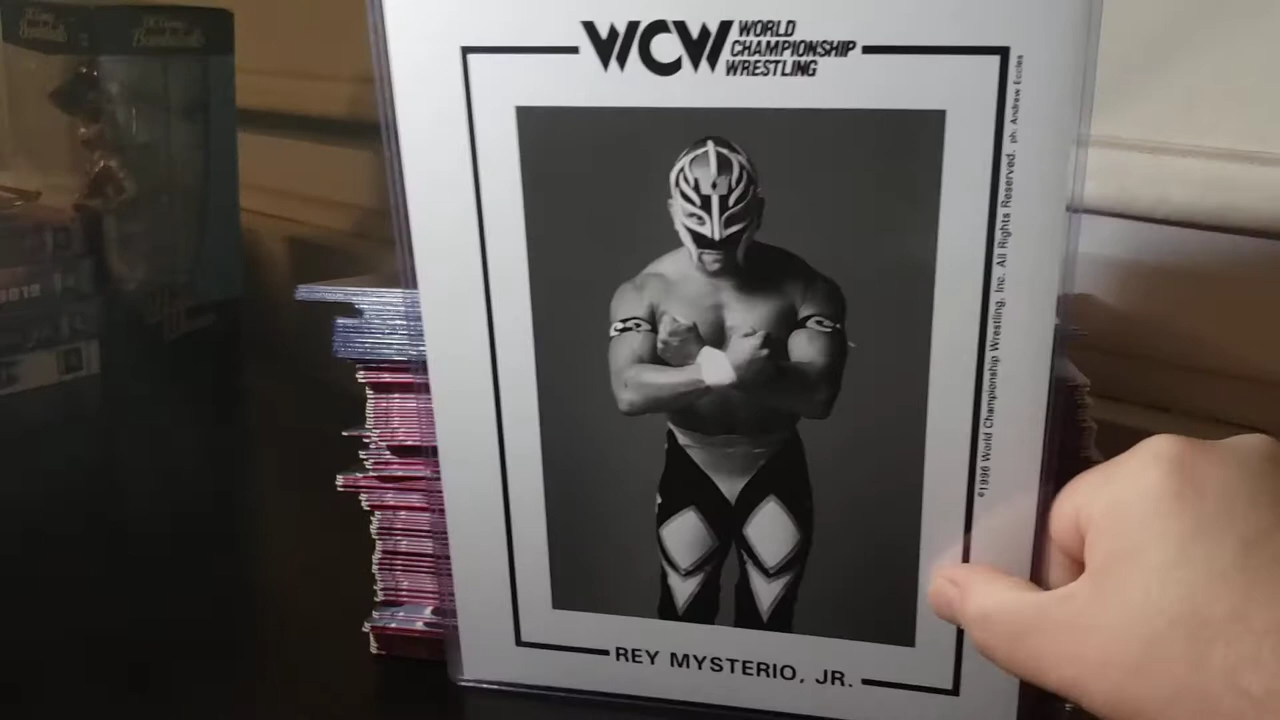 WCW
WORLD
CHAMPIONSHIP
WRESTLING
©1996 World Championship Wrestling, Inc. All Rights Reserved. ph: Andrew Eccles
REY MYSTERIO, JR.